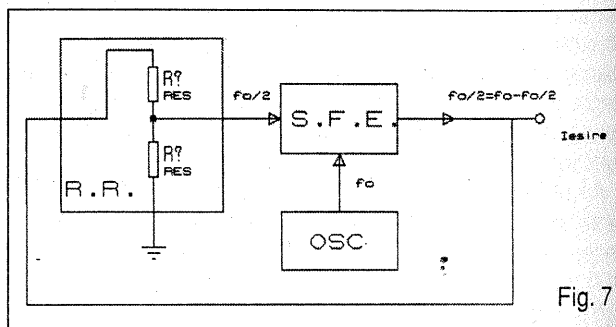 R?
RES
fo/2
S.F.E.
fo/2=fo-fo/2
Iesire
R?
RES
R.R.
fo
OSC
Fig. 7